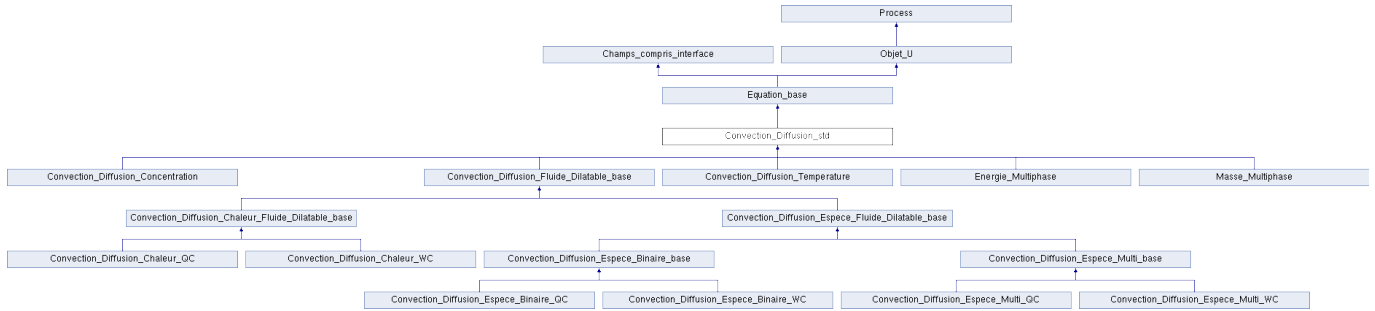 Process
Champs_compris_interface
Objet_U
Equation_base
Convection_Diffusion_std
Convection_Diffusion_Concentration
Convection_Diffusion_Fluide_Dilatable_base
Convection_Diffusion_Temperature
Energie_Multiphase
Masse_Multiphase
Convection_Diffusion_Chaleur_Fluide_Dilatable_base
Convection_Diffusion_Espece_Fluide_Dilatable_base
Convection_Diffusion_Chaleur_QC
Convection_Diffusion_Chaleur_WC
Convection_Diffusion_Espece_Binaire_base
Convection_Diffusion_Espece_Multi_base
Convection_Diffusion_Espece_Binaire_QC
Convection_Diffusion_Espece_Binaire_WC
Convection_Diffusion_Espece_Multi_QC
Convection_Diffusion_Espece_Multi_WC